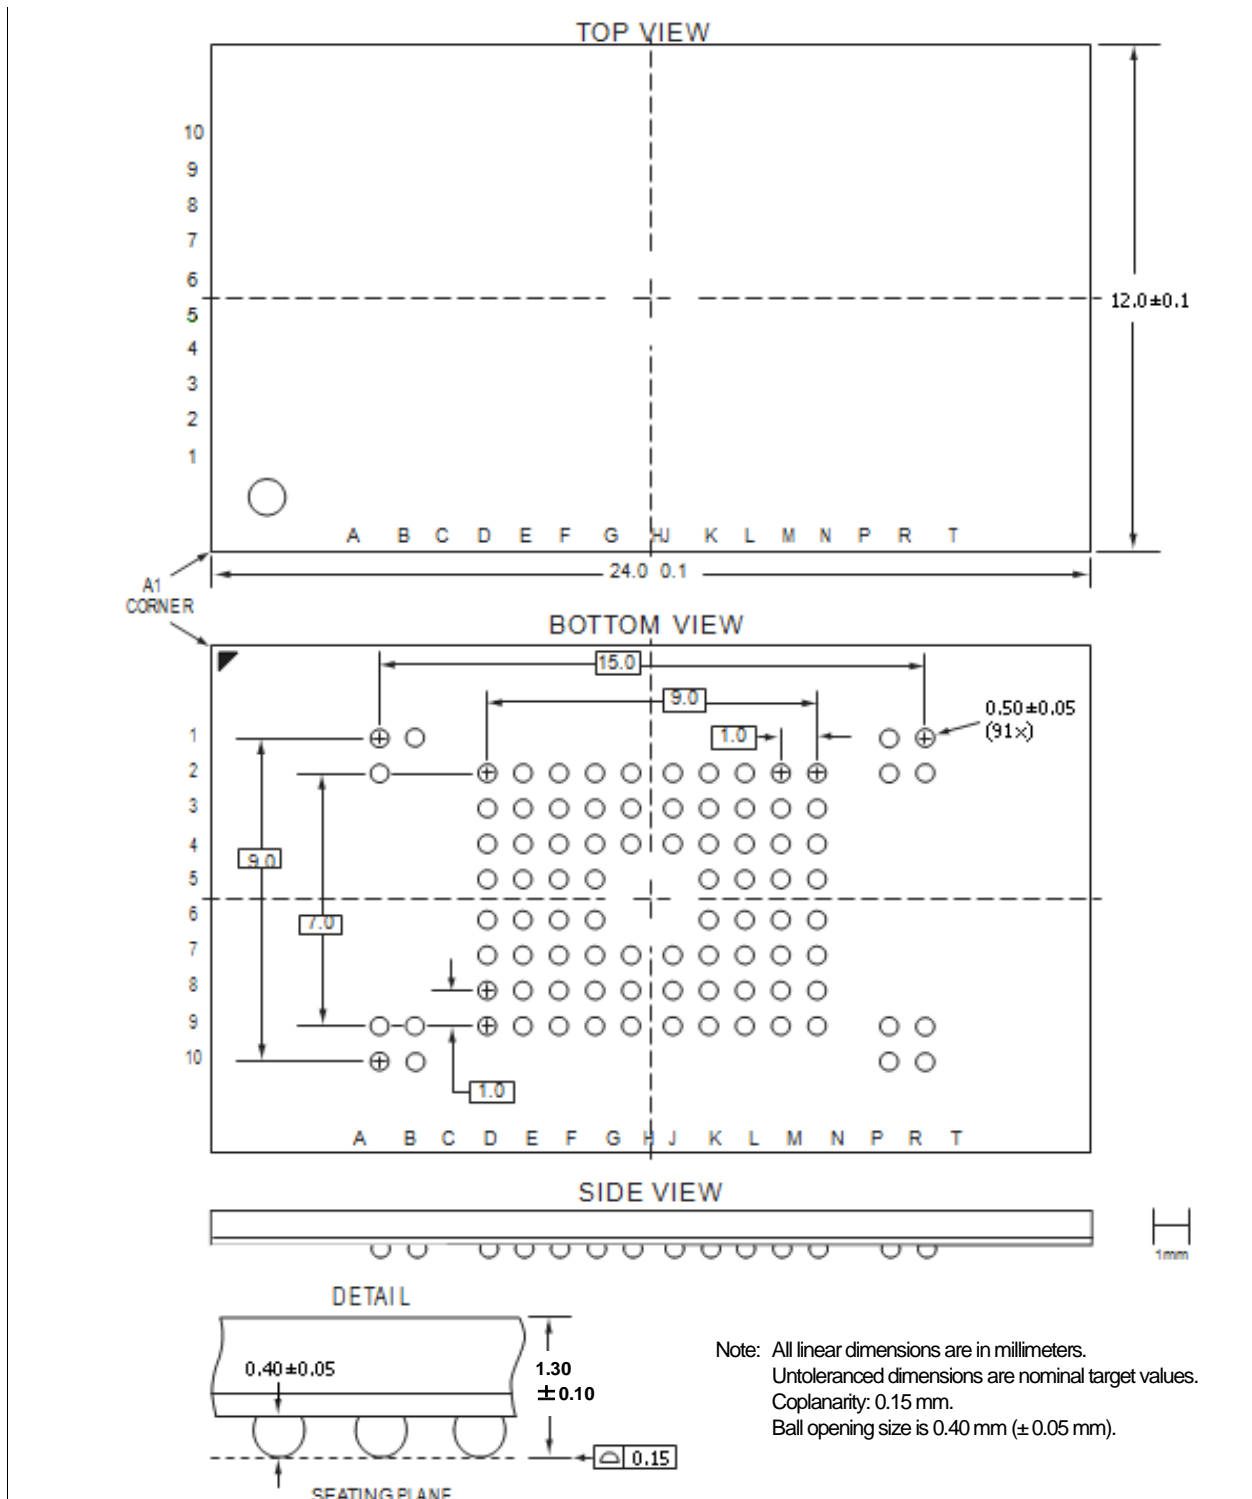 TOP VIEW
10
9
8
7
6
5
4
3
2
1
12.0±0.1
A B C D E F G HJ K L M N P R T
24.0 0.1
A1
CORNER
BOTTOM VIEW
15.0
9.0
0.50±0.05
(91×)
1.0
1
2
3
4
5
6
7
8
9
10
9.0
7.0
1.0
A B C D E F G H J K L M N P R T
SIDE VIEW
1mm
DETAIL
0.40±0.05
1.30
±0.10
0.15
SEATING PLANE
Note: All linear dimensions are in millimeters.
Untoleranced dimensions are nominal target values.
Coplanarity: 0.15 mm.
Ball opening size is 0.40 mm (± 0.05 mm).